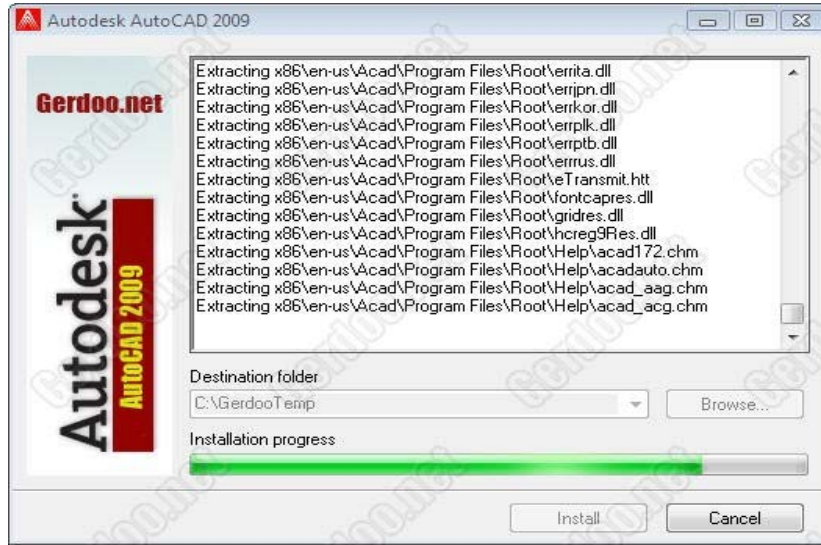 Autodesk AutoCAD 2009
Gerdoo.net
Autodesk
AutoCAD 2009
Extracting x86\en-us\Acad\Program Files\Root\errita.dll
Extracting x86\en-us\Acad\Program Files\Root\errjpn.dll
Extracting x86\en-us\Acad\Program Files\Root\errkor.dll
Extracting x86\en-us\Acad\Program Files\Root\errplk.dll
Extracting x86\en-us\Acad\Program Files\Root\errptb.dll
Extracting x86\en-us\Acad\Program Files\Root\errrus.dll
Extracting x86\en-us\Acad\Program Files\Root\eTransmit.htt
Extracting x86\en-us\Acad\Program Files\Root\fontcapres.dll
Extracting x86\en-us\Acad\Program Files\Root\gridres.dll
Extracting x86\en-us\Acad\Program Files\Root\hcreg9Res.dll
Extracting x86\en-us\Acad\Program Files\Root\Help\acad172.chm
Extracting x86\en-us\Acad\Program Files\Root\Help\acadauto.chm
Extracting x86\en-us\Acad\Program Files\Root\Help\acad_aag.chm
Extracting x86\en-us\Acad\Program Files\Root\Help\acad_acg.chm
Destination folder
C:\GerdooTemp
Browse...
Installation progress
Install
Cancel